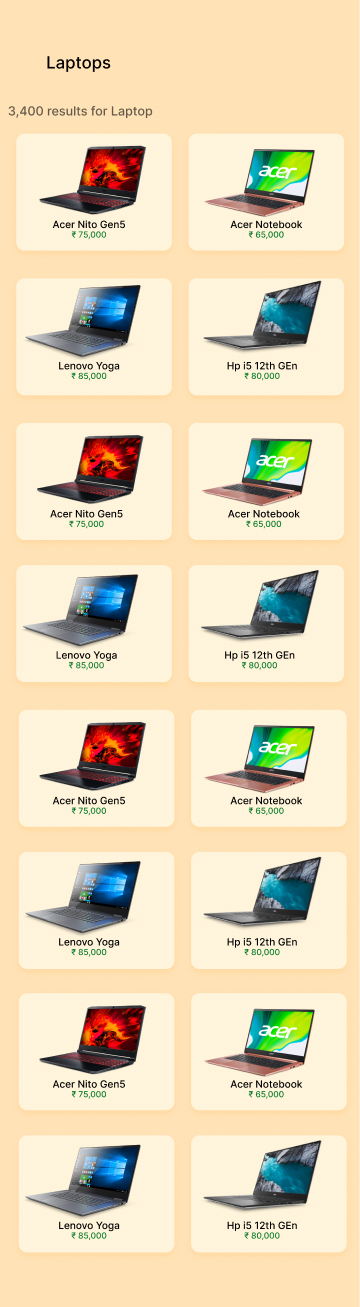 Laptops
3,400 results for Laptop
acer
Acer Nito Gen5
Acer Notebook
₹ 75,000
₹ 65,000
Lenovo Yoga
Hp i5 12th GEn
₹ 85,000
₹ 80,000
acer
Acer Nito Gen5
Acer Notebook
₹ 75,000
₹ 65,000
Lenovo Yoga
Hp i5 12th GEn
₹ 85,000
₹ 80,000
acer
Acer Nito Gen5
Acer Notebook
₹ 75,000
₹ 65,000
Lenovo Yoga
Hp i5 12th GEn
₹ 85,000
₹ 80,000
acer
Acer Nito Gen5
Acer Notebook
₹ 75,000
₹ 65,000
Lenovo Yoga
Hp i5 12th GEn
₹ 85,000
₹ 80,000